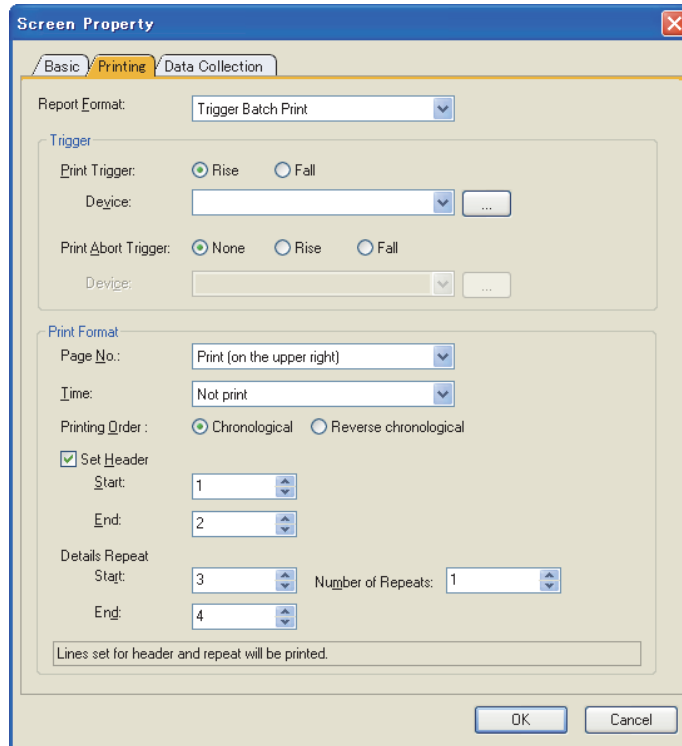 Screen Property
Basic Printing Data Collection
Report Format: Trigger Batch Print
Trigger
Print Trigger: Rise Fall
Device: ...
Print Abort Trigger: None Rise Fall
Device: ...
Print Format
Page No.: Print (on the upper right)
Time: Not print
Printing Order : Chronological Reverse chronological
Set Header
Start: 1
End: 2
Details Repeat
Start: 3 Number of Repeats: 1
End: 4
Lines set for header and repeat will be printed.
OK Cancel